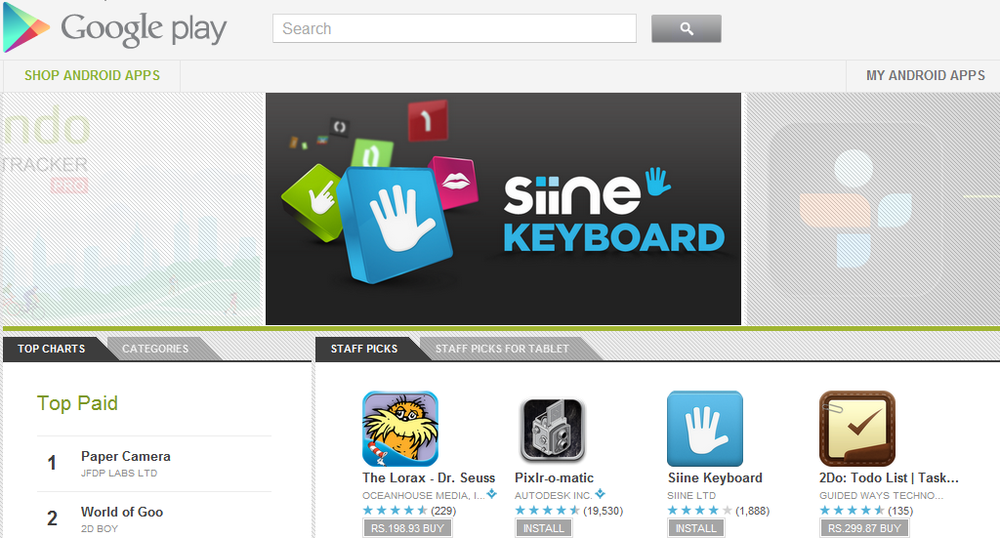 Google play
Search
SHOP ANDROID APPS
MY ANDROID APPS
ndo
TRACKER
PRO
siine
KEYBOARD
TOP CHARTS
CATEGORIES
STAFF PICKS
STAFF PICKS FOR TABLET
Top Paid
1
Paper Camera
JFDP LABS LTD
2
World of Goo
2D BOY
The Lorax - Dr. Seuss
OCEANHOUSE MEDIA, I...
(229)
RS.198.93 BUY
Pixlr-o-matic
AUTODESK INC.
(19,530)
INSTALL
Siine Keyboard
SIINE LTD
(1,888)
INSTALL
2Do: Todo List | Task...
GUIDED WAYS TECHNO...
(135)
RS.299.87 BUY